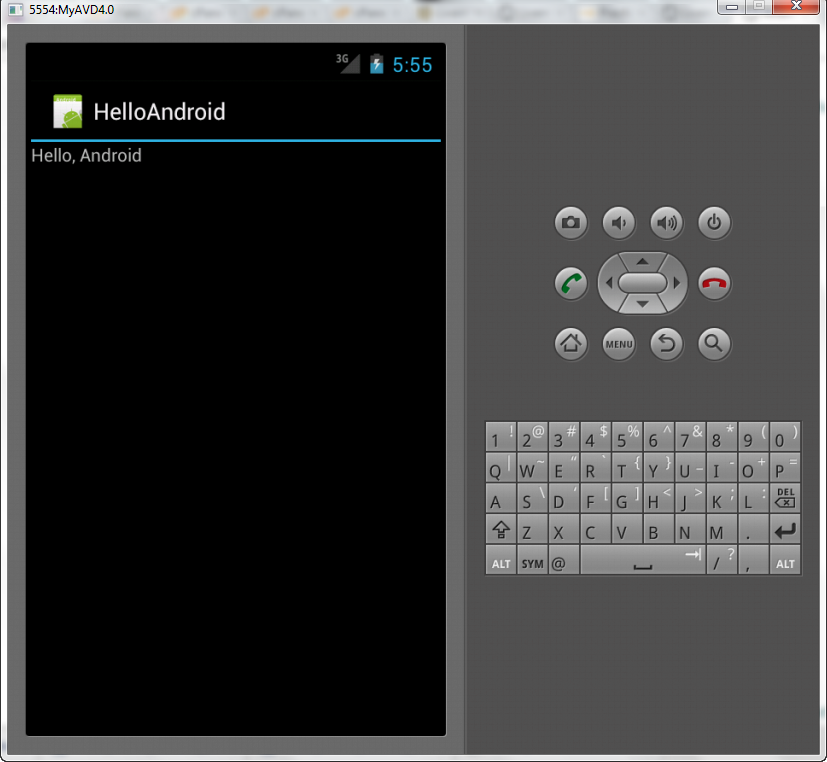 5554:MyAVD4.0
3G 5:55
HelloAndroid
Hello, Android
MENU
1 ! 2 @ 3 # 4 $ 5 % 6 ^ 7 & 8 * 9 ( 0 )
Q | W ~ E “ R ` T { Y } U _ I - O + P =
A S \ D ‘ F [ G ] H < J > K ; L : DEL
Z X C V B N M .
ALT SYM @ / ? , ALT